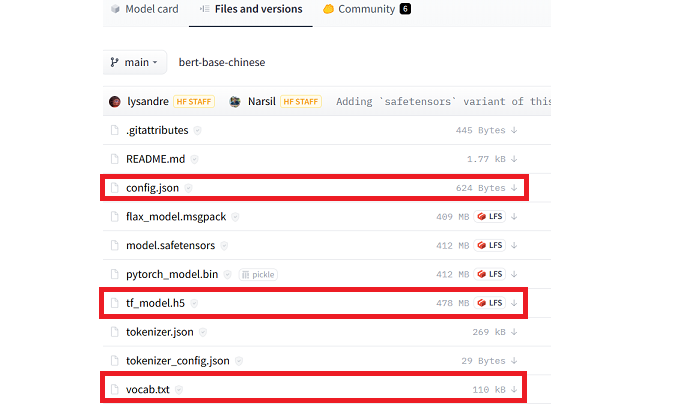 Model card Files and versions Community 6
main bert-base-chinese
lysandre HF STAFF Narsil HF STAFF Adding `safetensors` variant of this
.gitattributes 445 Bytes
README.md 1.77 kB
config.json 624 Bytes
flax_model.msgpack 409 MB LFS
model.safetensors 412 MB LFS
pytorch_model.bin pickle 412 MB LFS
tf_model.h5 478 MB LFS
tokenizer.json 269 kB
tokenizer_config.json 29 Bytes
vocab.txt 110 kB